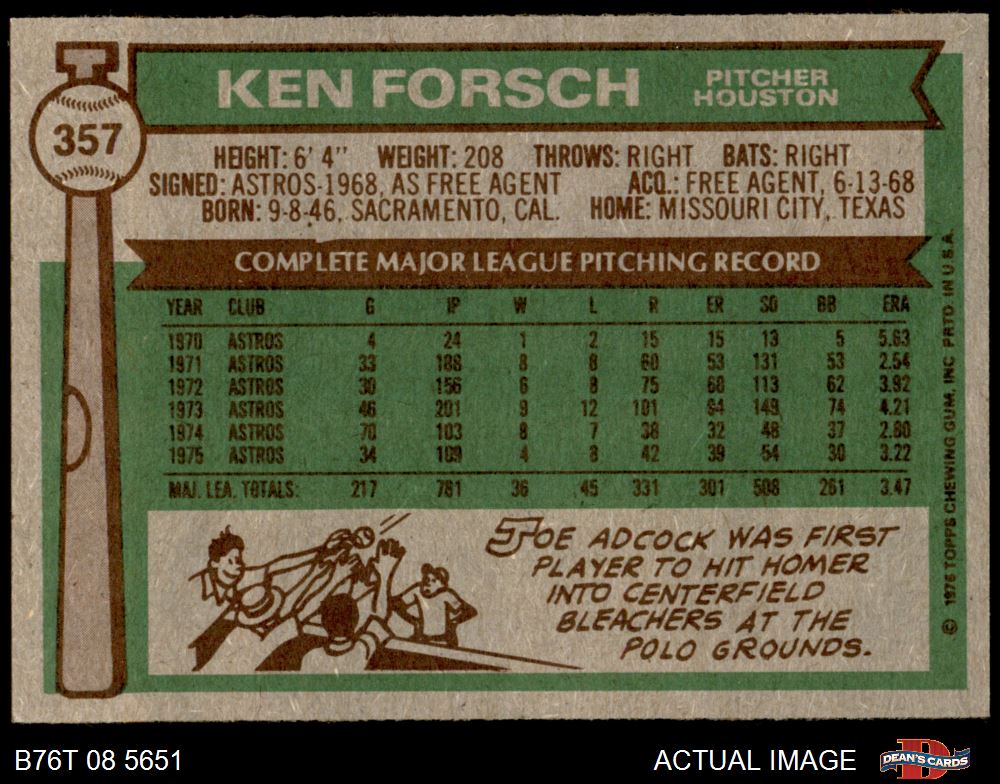 KEN FORSCH
PITCHER
HOUSTON
357
HEIGHT: 6' 4" WEIGHT: 208 THROWS: RIGHT BATS: RIGHT
SIGNED: ASTROS-1968, AS FREE AGENT ACQ.: FREE AGENT, 6-13-68
BORN: 9-8-46, SACRAMENTO, CAL. HOME: MISSOURI CITY, TEXAS
COMPLETE MAJOR LEAGUE PITCHING RECORD
YEAR CLUB G IP W L R ER SO BB ERA
1970 ASTROS 4 24 1 2 15 15 13 5 5.63
1971 ASTROS 33 188 8 8 60 53 131 53 2.54
1972 ASTROS 30 156 6 8 75 68 113 62 3.92
1973 ASTROS 46 201 9 12 101 94 149 74 4.21
1974 ASTROS 70 103 8 7 38 32 48 37 2.80
1975 ASTROS 34 109 4 8 42 39 54 30 3.22
MAJ. LEA. TOTALS: 217 781 36 45 331 301 508 261 3.47
JOE ADCOCK WAS FIRST
PLAYER TO HIT HOMER
INTO CENTERFIELD
BLEACHERS AT THE
POLO GROUNDS.
© 1976 TOPPS CHEWING GUM, INC PRTD. IN U.S.A.
B76T 08 5651
ACTUAL IMAGE
D
DEAN'S CARDS